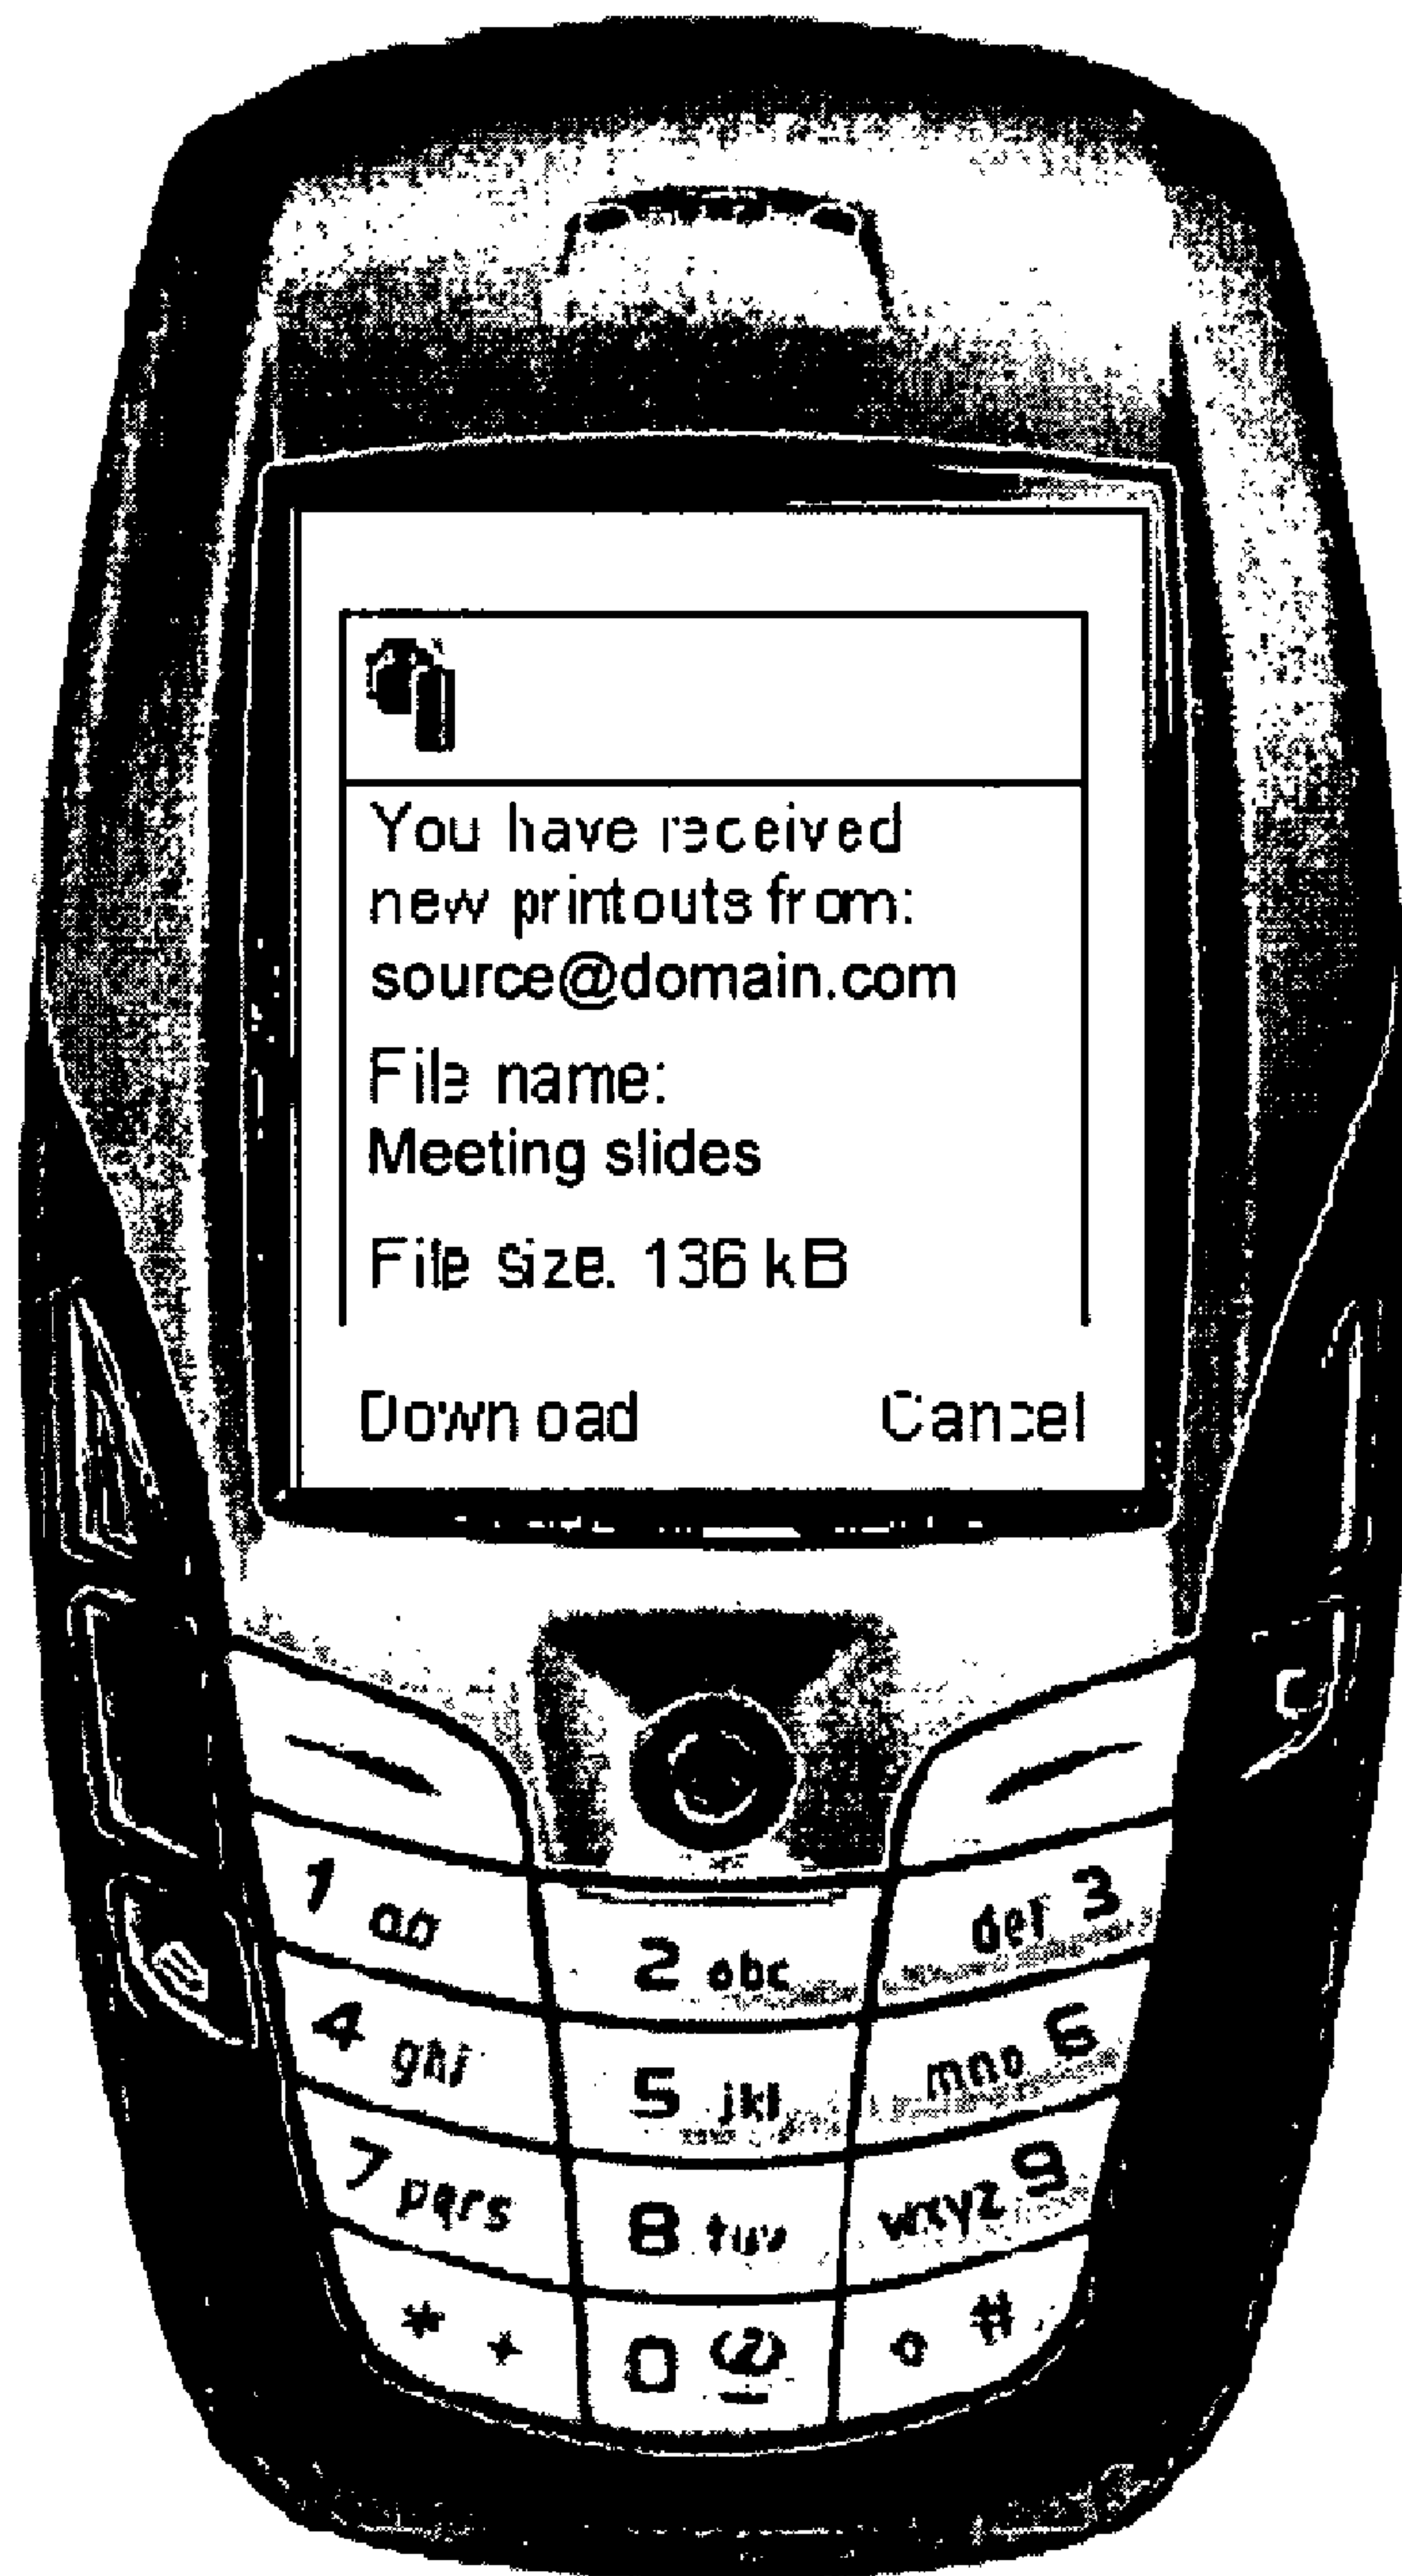 You have received
new printouts from:
source@domain.com
File name:
Meeting slides
File size. 136 kB
Download Cancel
1 ao
2 abc
def 3
4 ghi
5 jkl
mno 6
7 pqrs
8 tuv
wxyz 9
* +
0
#